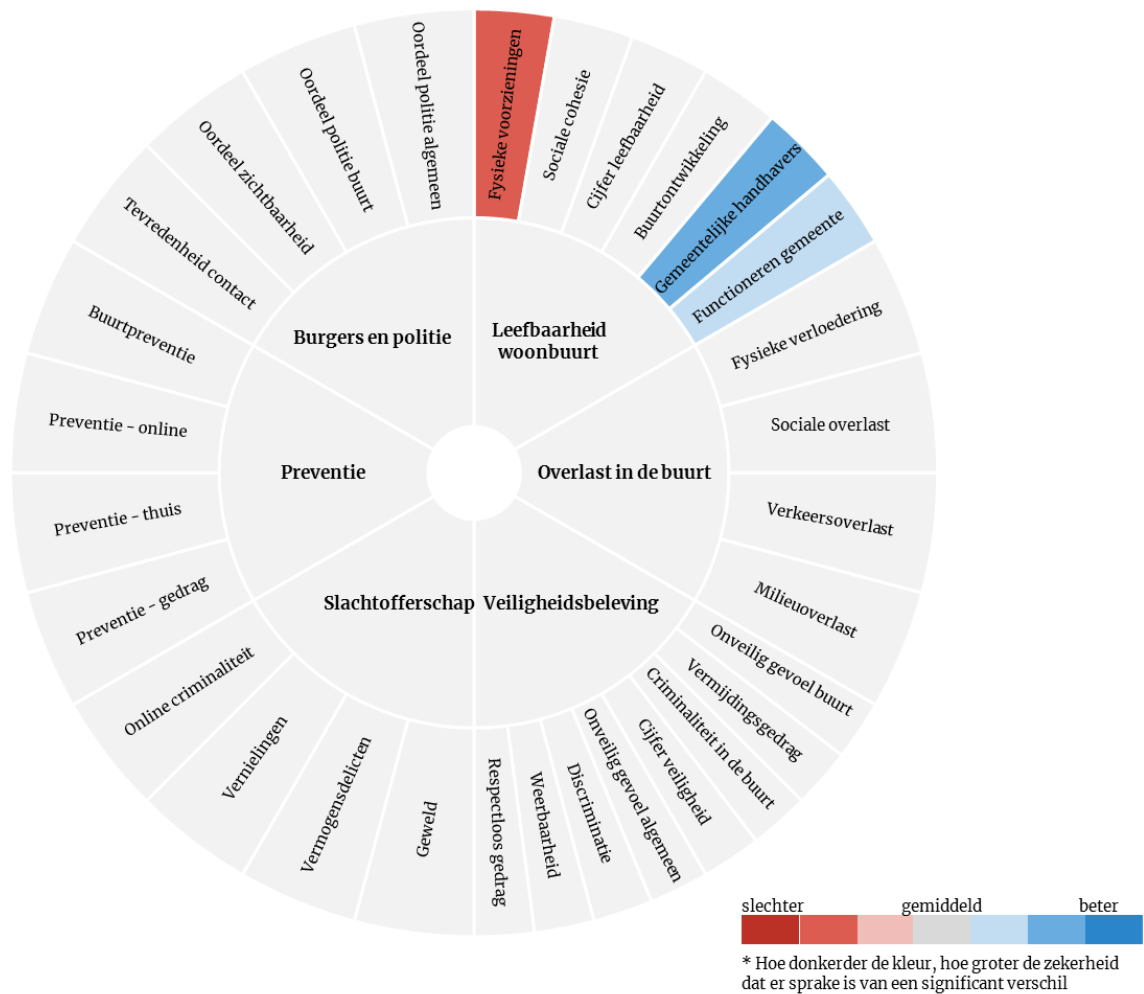 Fysieke voorzieningen
Sociale cohesie
Cijfer leefbaarheid
Buurtontwikkeling
Gemeentelijke handhavers
Functioneren gemeente
Fysieke verloedering
Sociale overlast
Verkeersoverlast
Milieuoverlast
Onveilig gevoel buurt
Vermijdingsgedrag
Criminaliteit in de buurt
Cijfer veiligheid
Onveilig gevoel algemeen
Discriminatie
Weerbaarheid
Respectloos gedrag
Geweld
Vermogensdelicten
Vernielingen
Online criminaliteit
Preventie - gedrag
Preventie - thuis
Preventie - online
Buurtpreventie
Tevredenheid contact
Oordeel zichtbaarheid
Oordeel politie buurt
Oordeel politie algemeen
Leefbaarheid
woonbuurt
Overlast in de buurt
Veiligheidsbeleving
Slachtofferschap
Preventie
Burgers en politie
slechter gemiddeld beter
* Hoe donkerder de kleur, hoe groter de zekerheid
dat er sprake is van een significant verschil